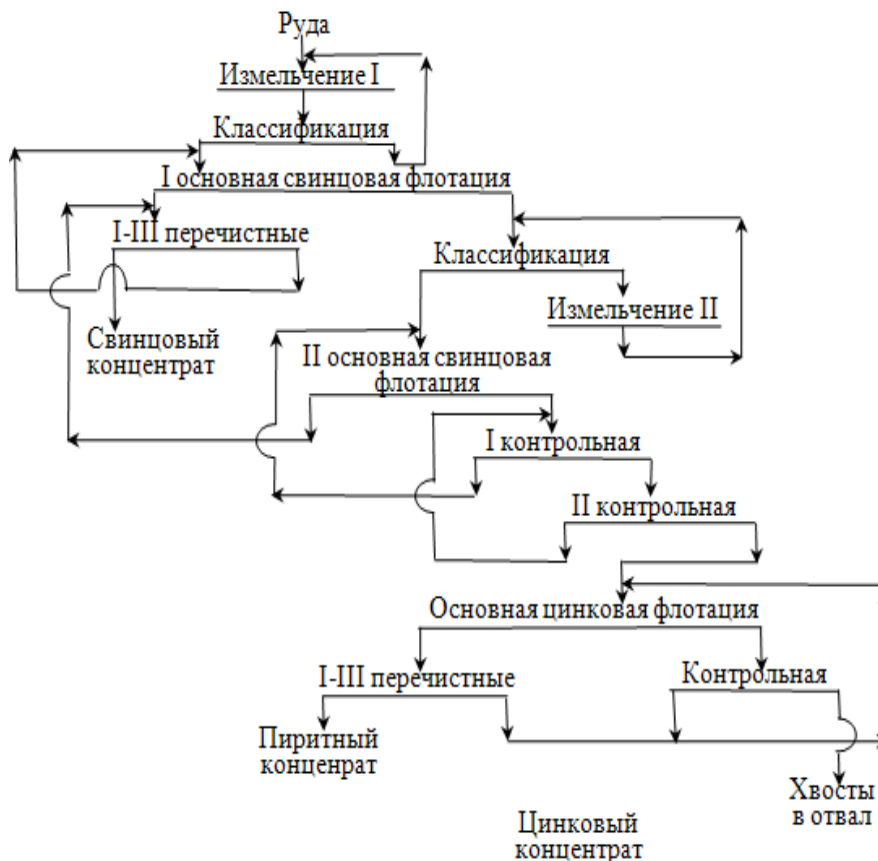 Руда
Измельчение I
Классификация
I основная свинцовая флотация
I-III перечистные
Классификация
Измельчение II
Свинцовый
концентрат
II основная свинцовая
флотация
I контрольная
II контрольная
Основная цинковая флотация
I-III перечистные
Контрольная
Пиритный
конценрат
Хвосты
в отвал
Цинковый
концентрат